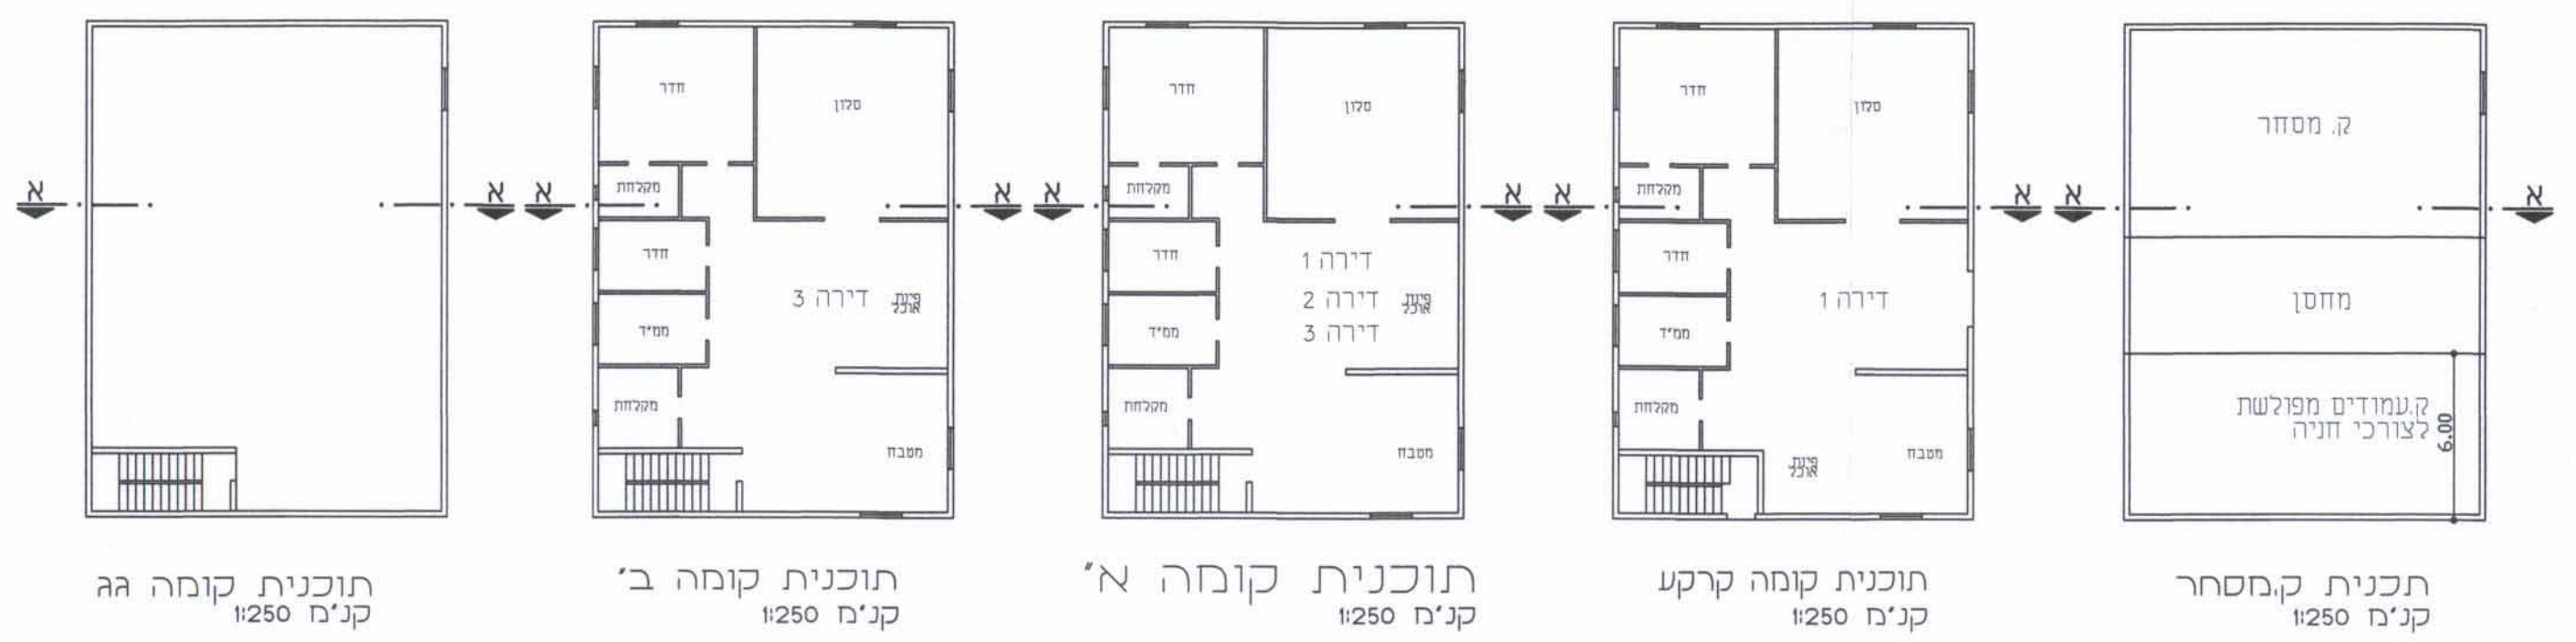 א
א
ק. מסחר
מחסן
ק.עמודים מפולשת
לצורכי חניה
6.00
תכנית ק.מסחר
קנ'מ 1:250
א
א
חדר
סלון
מקלחת
חדר
דירה 1
ממ"ד
מקלחת
מטבח
פינת
אוכל
תוכנית קומה קרקע
קנ'מ 1:250
א
א
חדר
סלון
מקלחת
חדר
דירה 1
דירה 2
פינת
אוכל
דירה 3
ממ"ד
מקלחת
מטבח
תוכנית קומה א'
קנ'מ 1:250
א
א
חדר
סלון
מקלחת
חדר
דירה 3
פינת
אוכל
ממ"ד
מקלחת
מטבח
תוכנית קומה ב'
קנ'מ 1:250
א
א
תוכנית קומה גג
קנ'מ 1:250